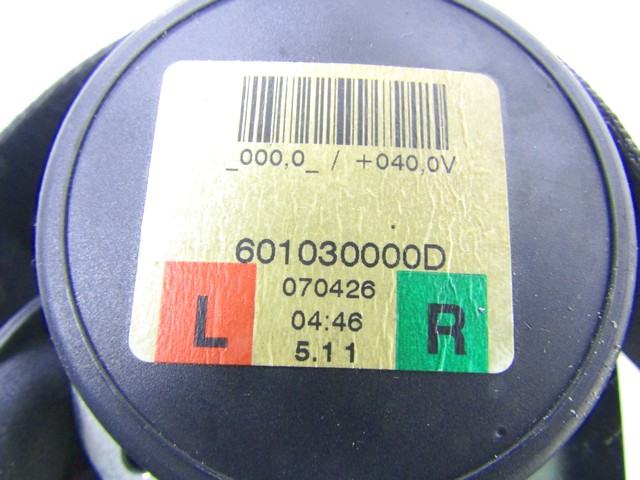 _000,0_ / +040,0V
601030000D
070426
L 04:46 R
5.11